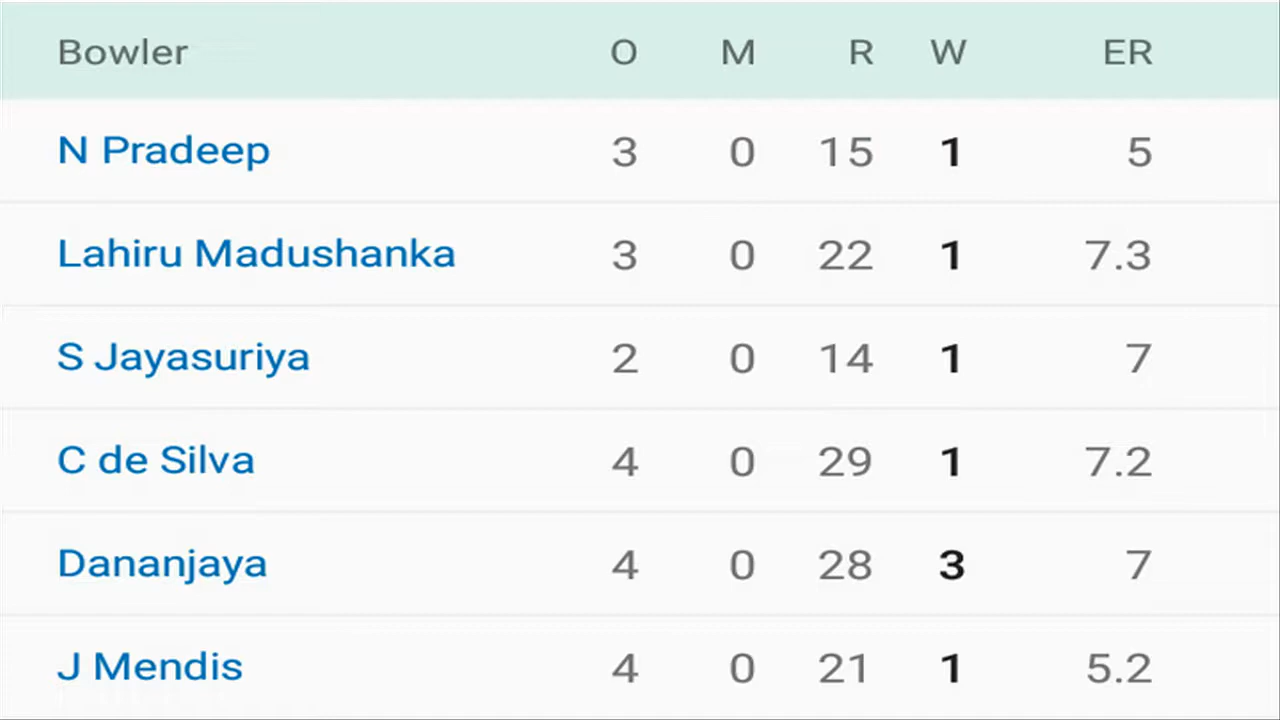 Bowler O M R W ER
N Pradeep 3 0 15 1 5
Lahiru Madushanka 3 0 22 1 7.3
S Jayasuriya 2 0 14 1 7
C de Silva 4 0 29 1 7.2
Dananjaya 4 0 28 3 7
J Mendis 4 0 21 1 5.2